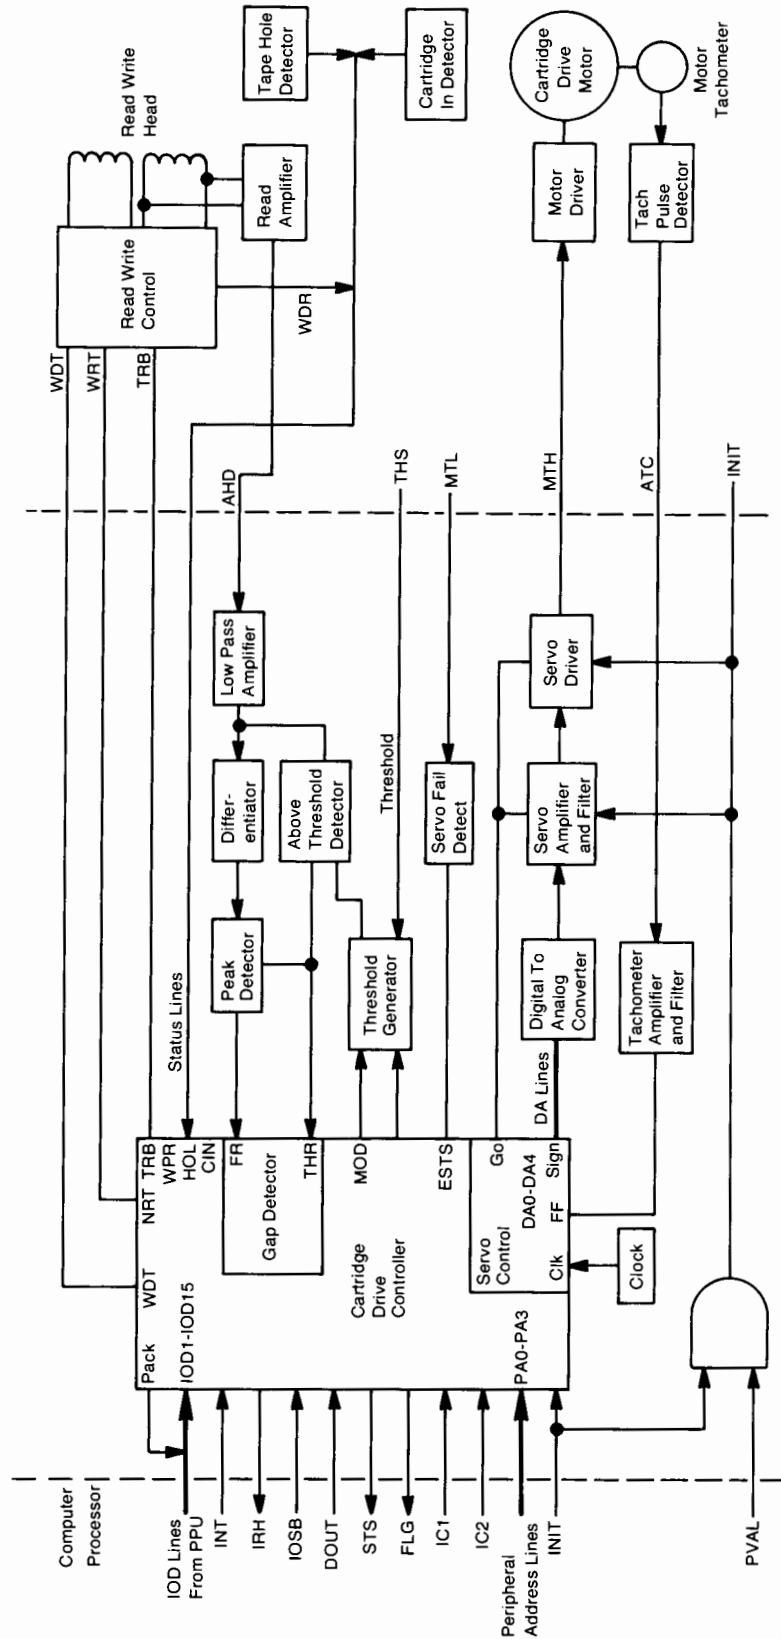 Computer
Processor
IOD Lines
From PPU
INT
IRH
IOSB
DOUT
STS
FLG
IC1
IC2
Peripheral
Address Lines
INIT
PVAL
Pack
WDT
NRT
TRB
IOD1-IOD15
WPR
HOL
CIN
FR
Gap Detector
THR
Cartridge
Drive
Controller
MOD
ESTS
Servo
Control
Go
DA0-DA4
Clk
FF
Sign
PA0-PA3
Clock
Status Lines
Peak
Detector
Differ-
entiator
Low Pass
Amplifier
Above
Threshold
Detector
Threshold
Generator
Threshold
Servo Fail
Detect
DA Lines
Digital To
Analog
Converter
Servo
Amplifier
and Filter
Servo
Driver
Tachometer
Amplifier
and Filter
AHD
THS
MTL
MTH
ATC
INIT
WDT
WRT
TRB
Read Write
Control
Read Write
Head
Read
Amplifier
WDR
Tape Hole
Detector
Cartridge
In Detector
Motor
Driver
Cartridge
Drive
Motor
Tach
Pulse
Detector
Motor
Tachometer